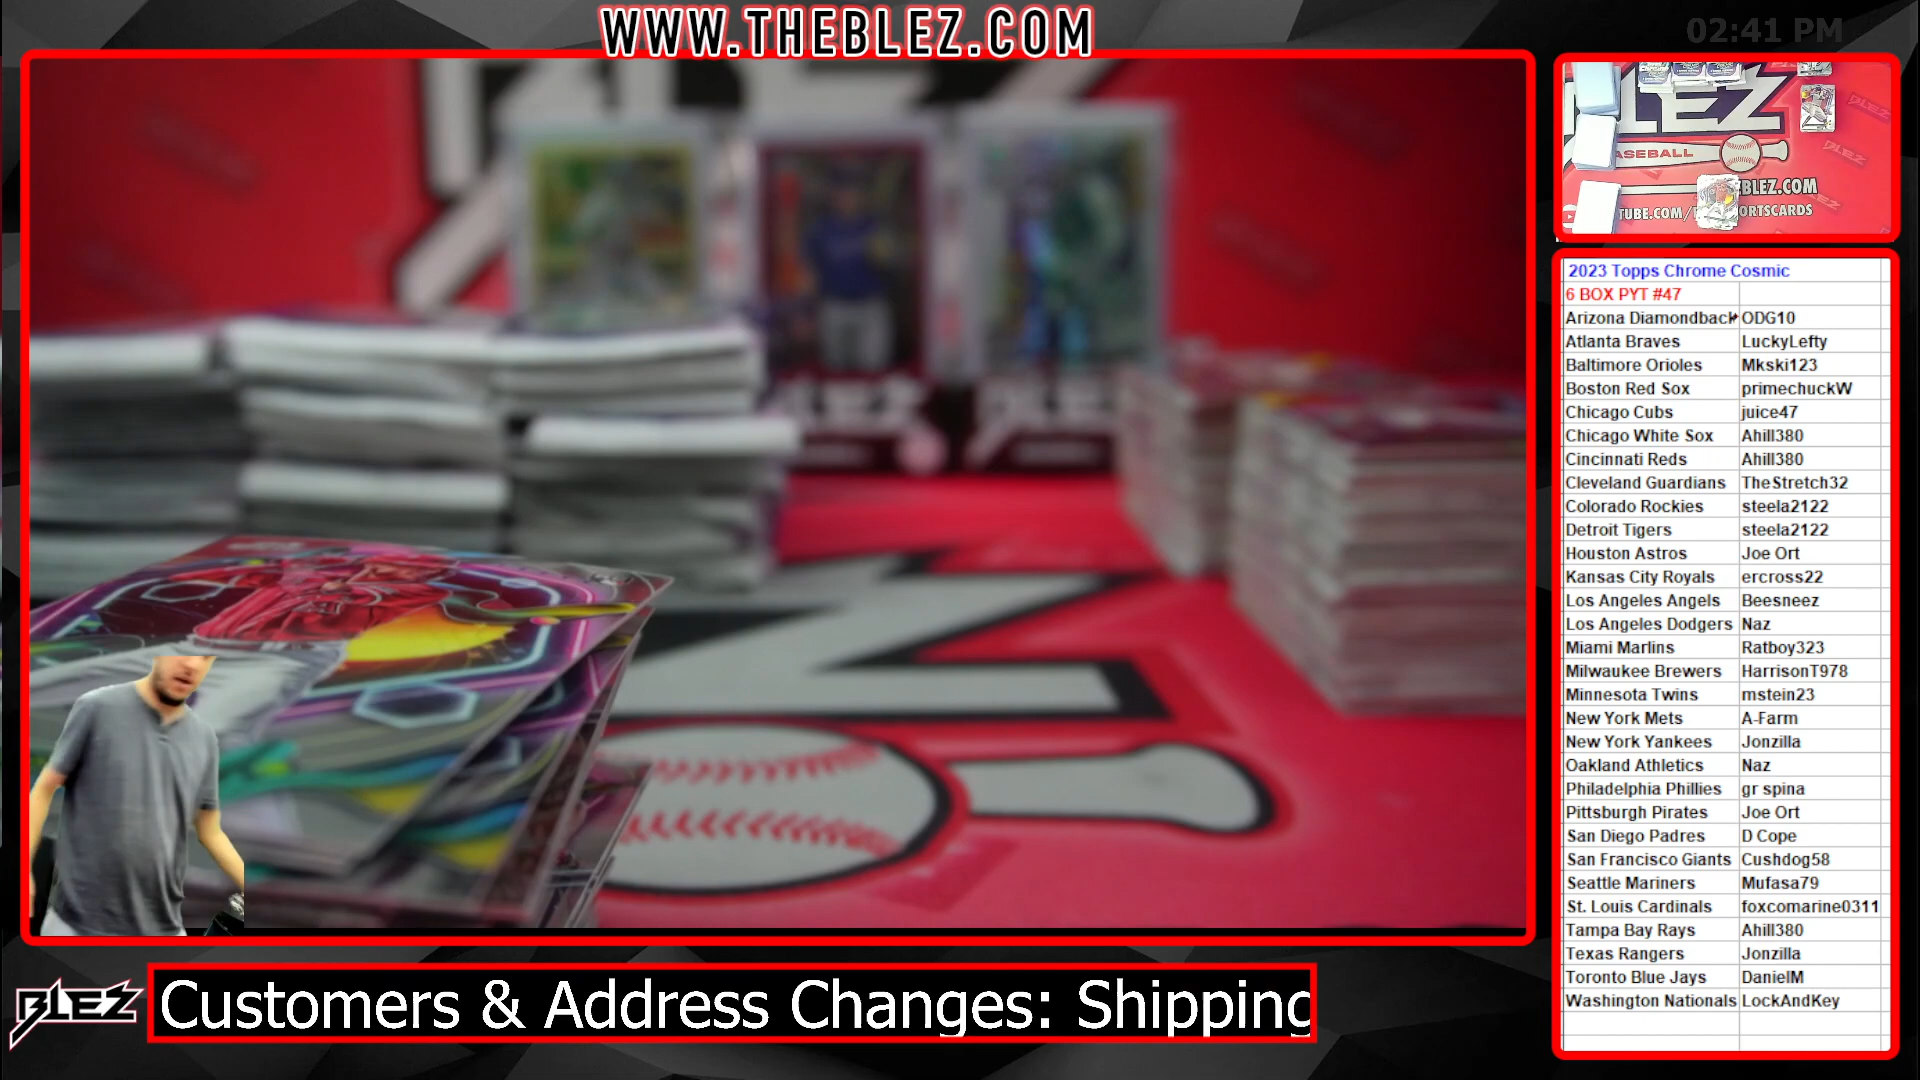 WWW.THEBLEZ.COM
02:41 PM
BLEZ
ASEBALL
BLEZ
BLEZ.COM
TUBE.COM/
ORTSCARDS
2023 Topps Chrome Cosmic
6 BOX PYT #47
Arizona Diamondback ODG10
Atlanta Braves LuckyLefty
Baltimore Orioles Mkski123
Boston Red Sox primechuckW
Chicago Cubs juice47
Chicago White Sox Ahill380
Cincinnati Reds Ahill380
Cleveland Guardians TheStretch32
Colorado Rockies steela2122
Detroit Tigers steela2122
Houston Astros Joe Ort
Kansas City Royals ercross22
Los Angeles Angels Beesneez
Los Angeles Dodgers Naz
Miami Marlins Ratboy323
Milwaukee Brewers HarrisonT978
Minnesota Twins mstein23
New York Mets A-Farm
New York Yankees Jonzilla
Oakland Athletics Naz
Philadelphia Phillies gr spina
Pittsburgh Pirates Joe Ort
San Diego Padres D Cope
San Francisco Giants Cushdog58
Seattle Mariners Mufasa79
St. Louis Cardinals foxcomarine0311
Tampa Bay Rays Ahill380
Texas Rangers Jonzilla
Toronto Blue Jays DanielM
Washington Nationals LockAndKey
BLEZ
Customers & Address Changes: Shipping